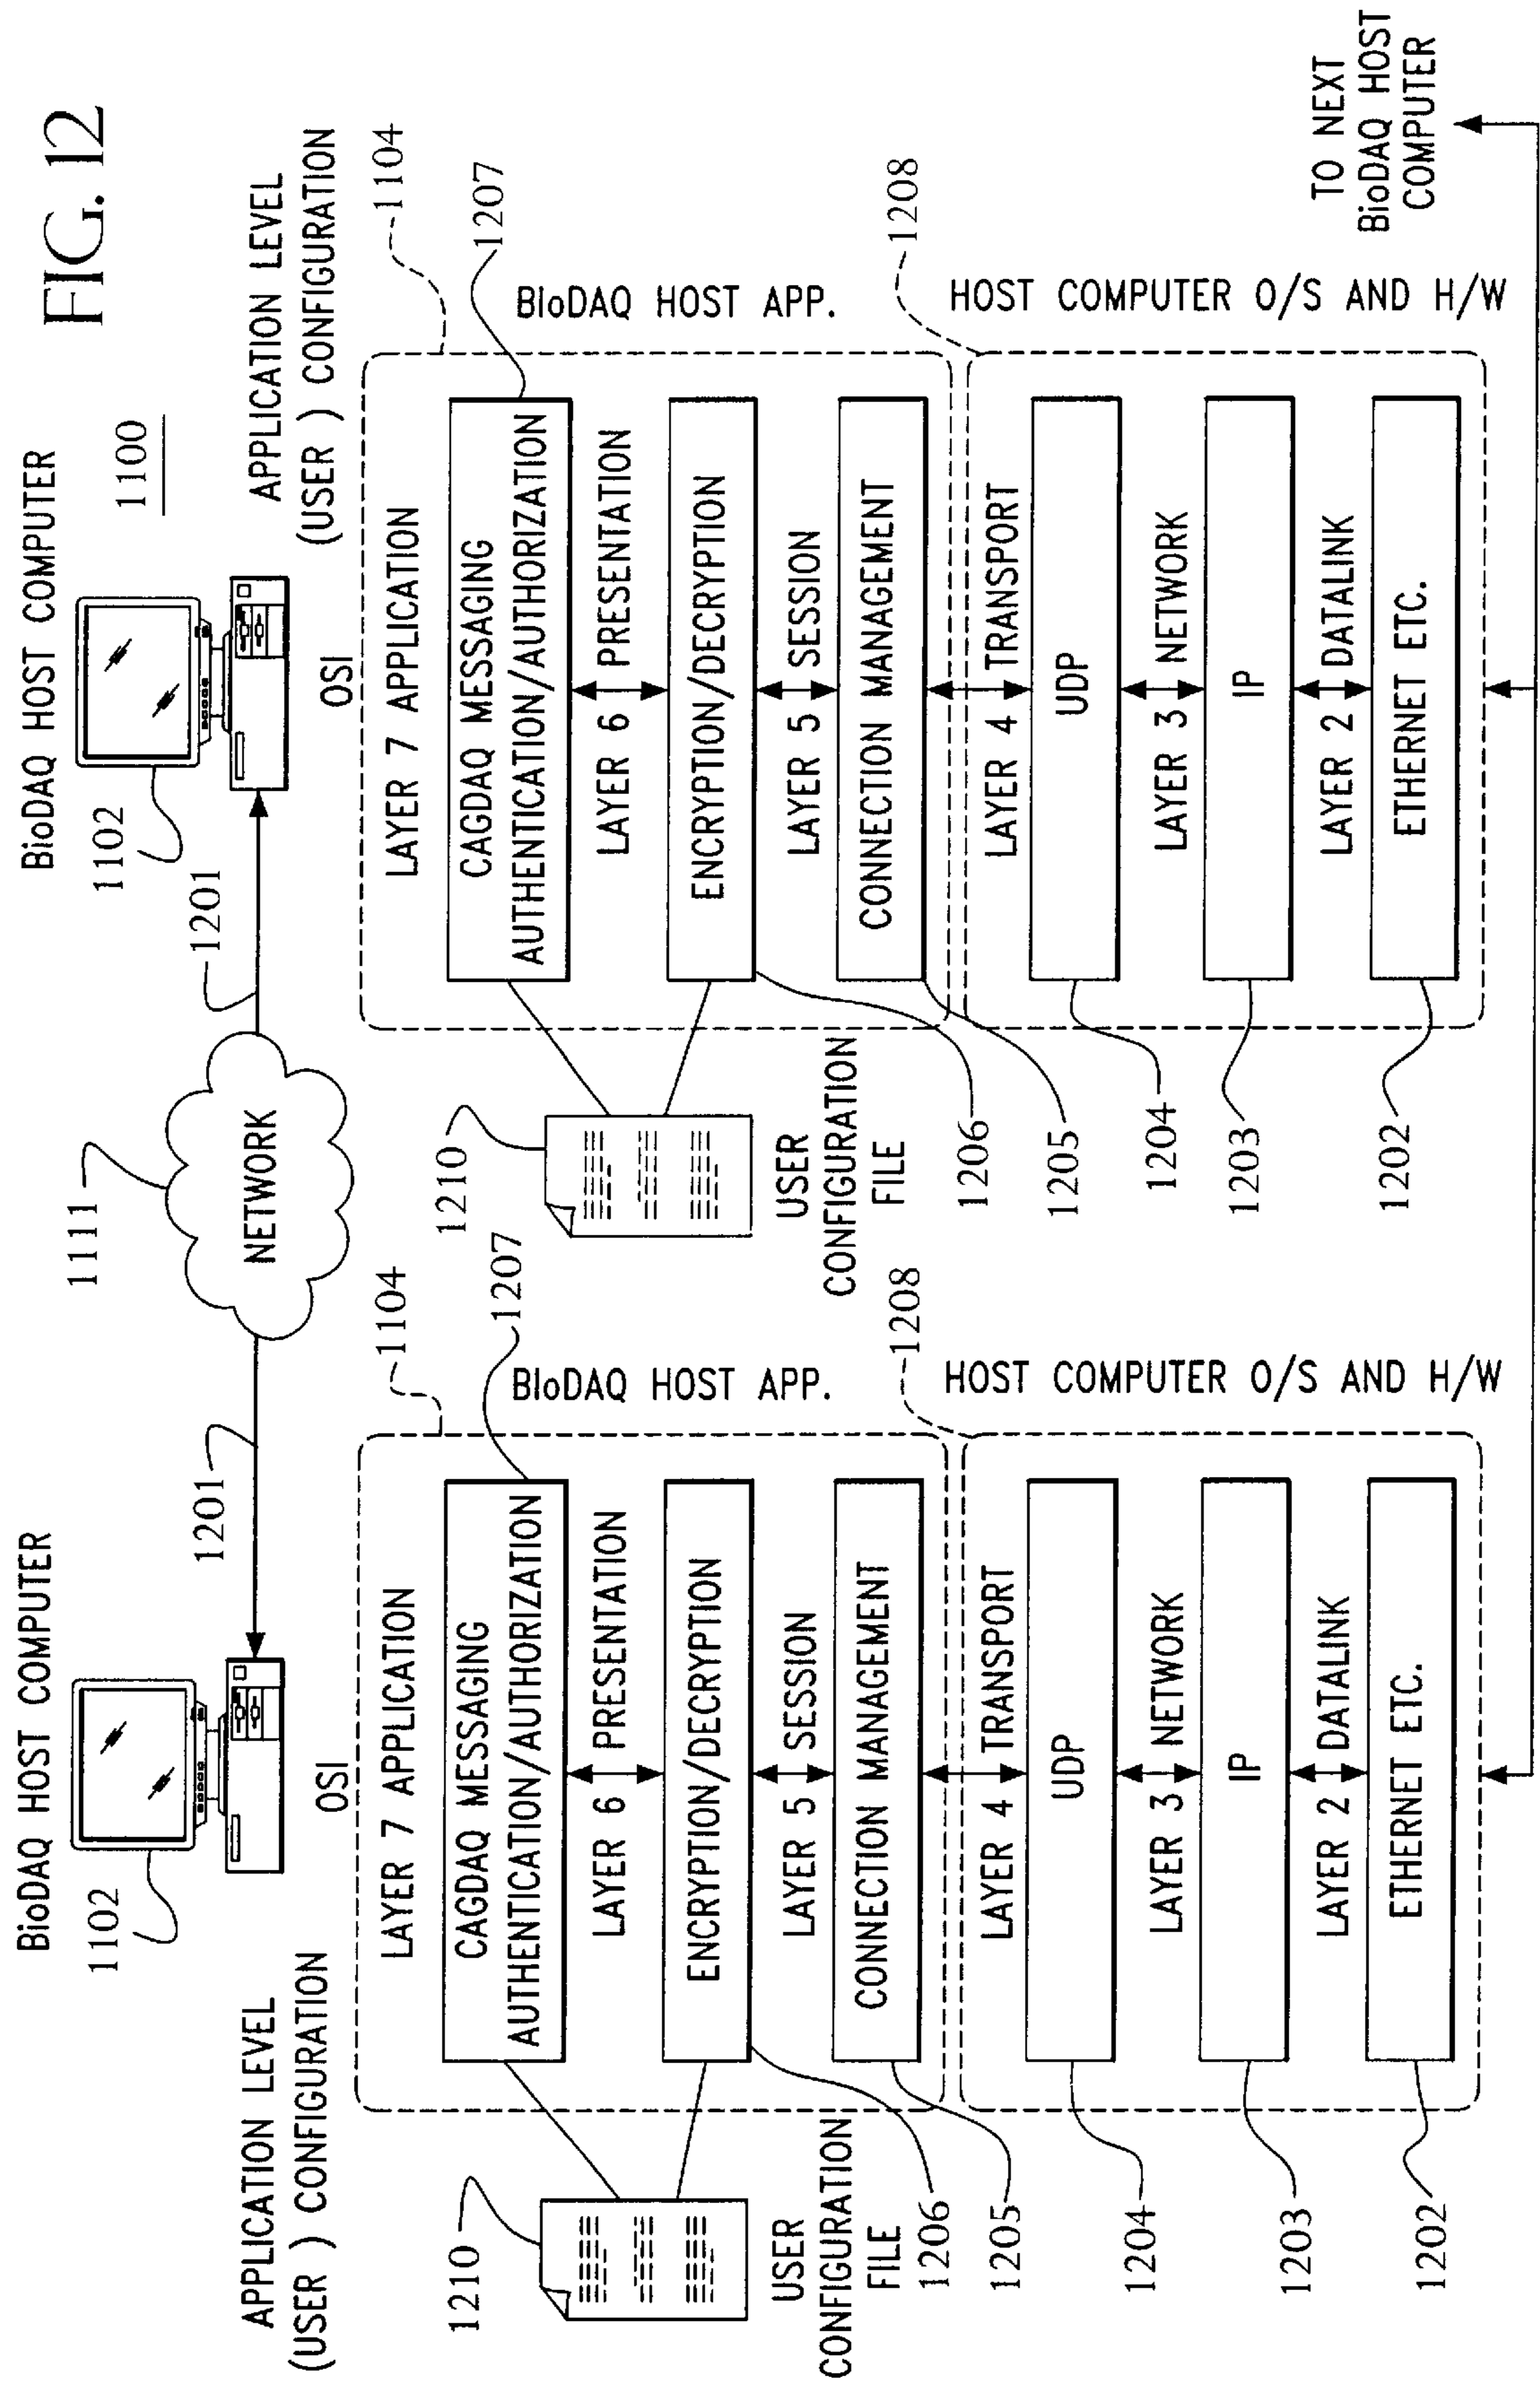 FIG. 12
1100
BioDAQ HOST COMPUTER
1102
1201
1111
NETWORK
1201
BioDAQ HOST COMPUTER
1102
APPLICATION LEVEL
(USER ) CONFIGURATION
OSI
1104
LAYER 7 APPLICATION
CAGDAQ MESSAGING
AUTHENTICATION/AUTHORIZATION
1207
BioDAQ HOST APP.
LAYER 6 PRESENTATION
ENCRYPTION/DECRYPTION
LAYER 5 SESSION
CONNECTION MANAGEMENT
1210
USER
CONFIGURATION
FILE
1206
1205
1208
HOST COMPUTER O/S AND H/W
LAYER 4 TRANSPORT
UDP
1204
LAYER 3 NETWORK
IP
1203
LAYER 2 DATALINK
ETHERNET ETC.
1202
APPLICATION LEVEL
(USER ) CONFIGURATION
OSI
1104
LAYER 7 APPLICATION
CAGDAQ MESSAGING
AUTHENTICATION/AUTHORIZATION
1207
BioDAQ HOST APP.
LAYER 6 PRESENTATION
ENCRYPTION/DECRYPTION
LAYER 5 SESSION
CONNECTION MANAGEMENT
1210
USER
CONFIGURATION
FILE
1206
1205
1208
HOST COMPUTER O/S AND H/W
LAYER 4 TRANSPORT
UDP
1204
LAYER 3 NETWORK
IP
1203
LAYER 2 DATALINK
ETHERNET ETC.
1202
TO NEXT
BioDAQ HOST
COMPUTER